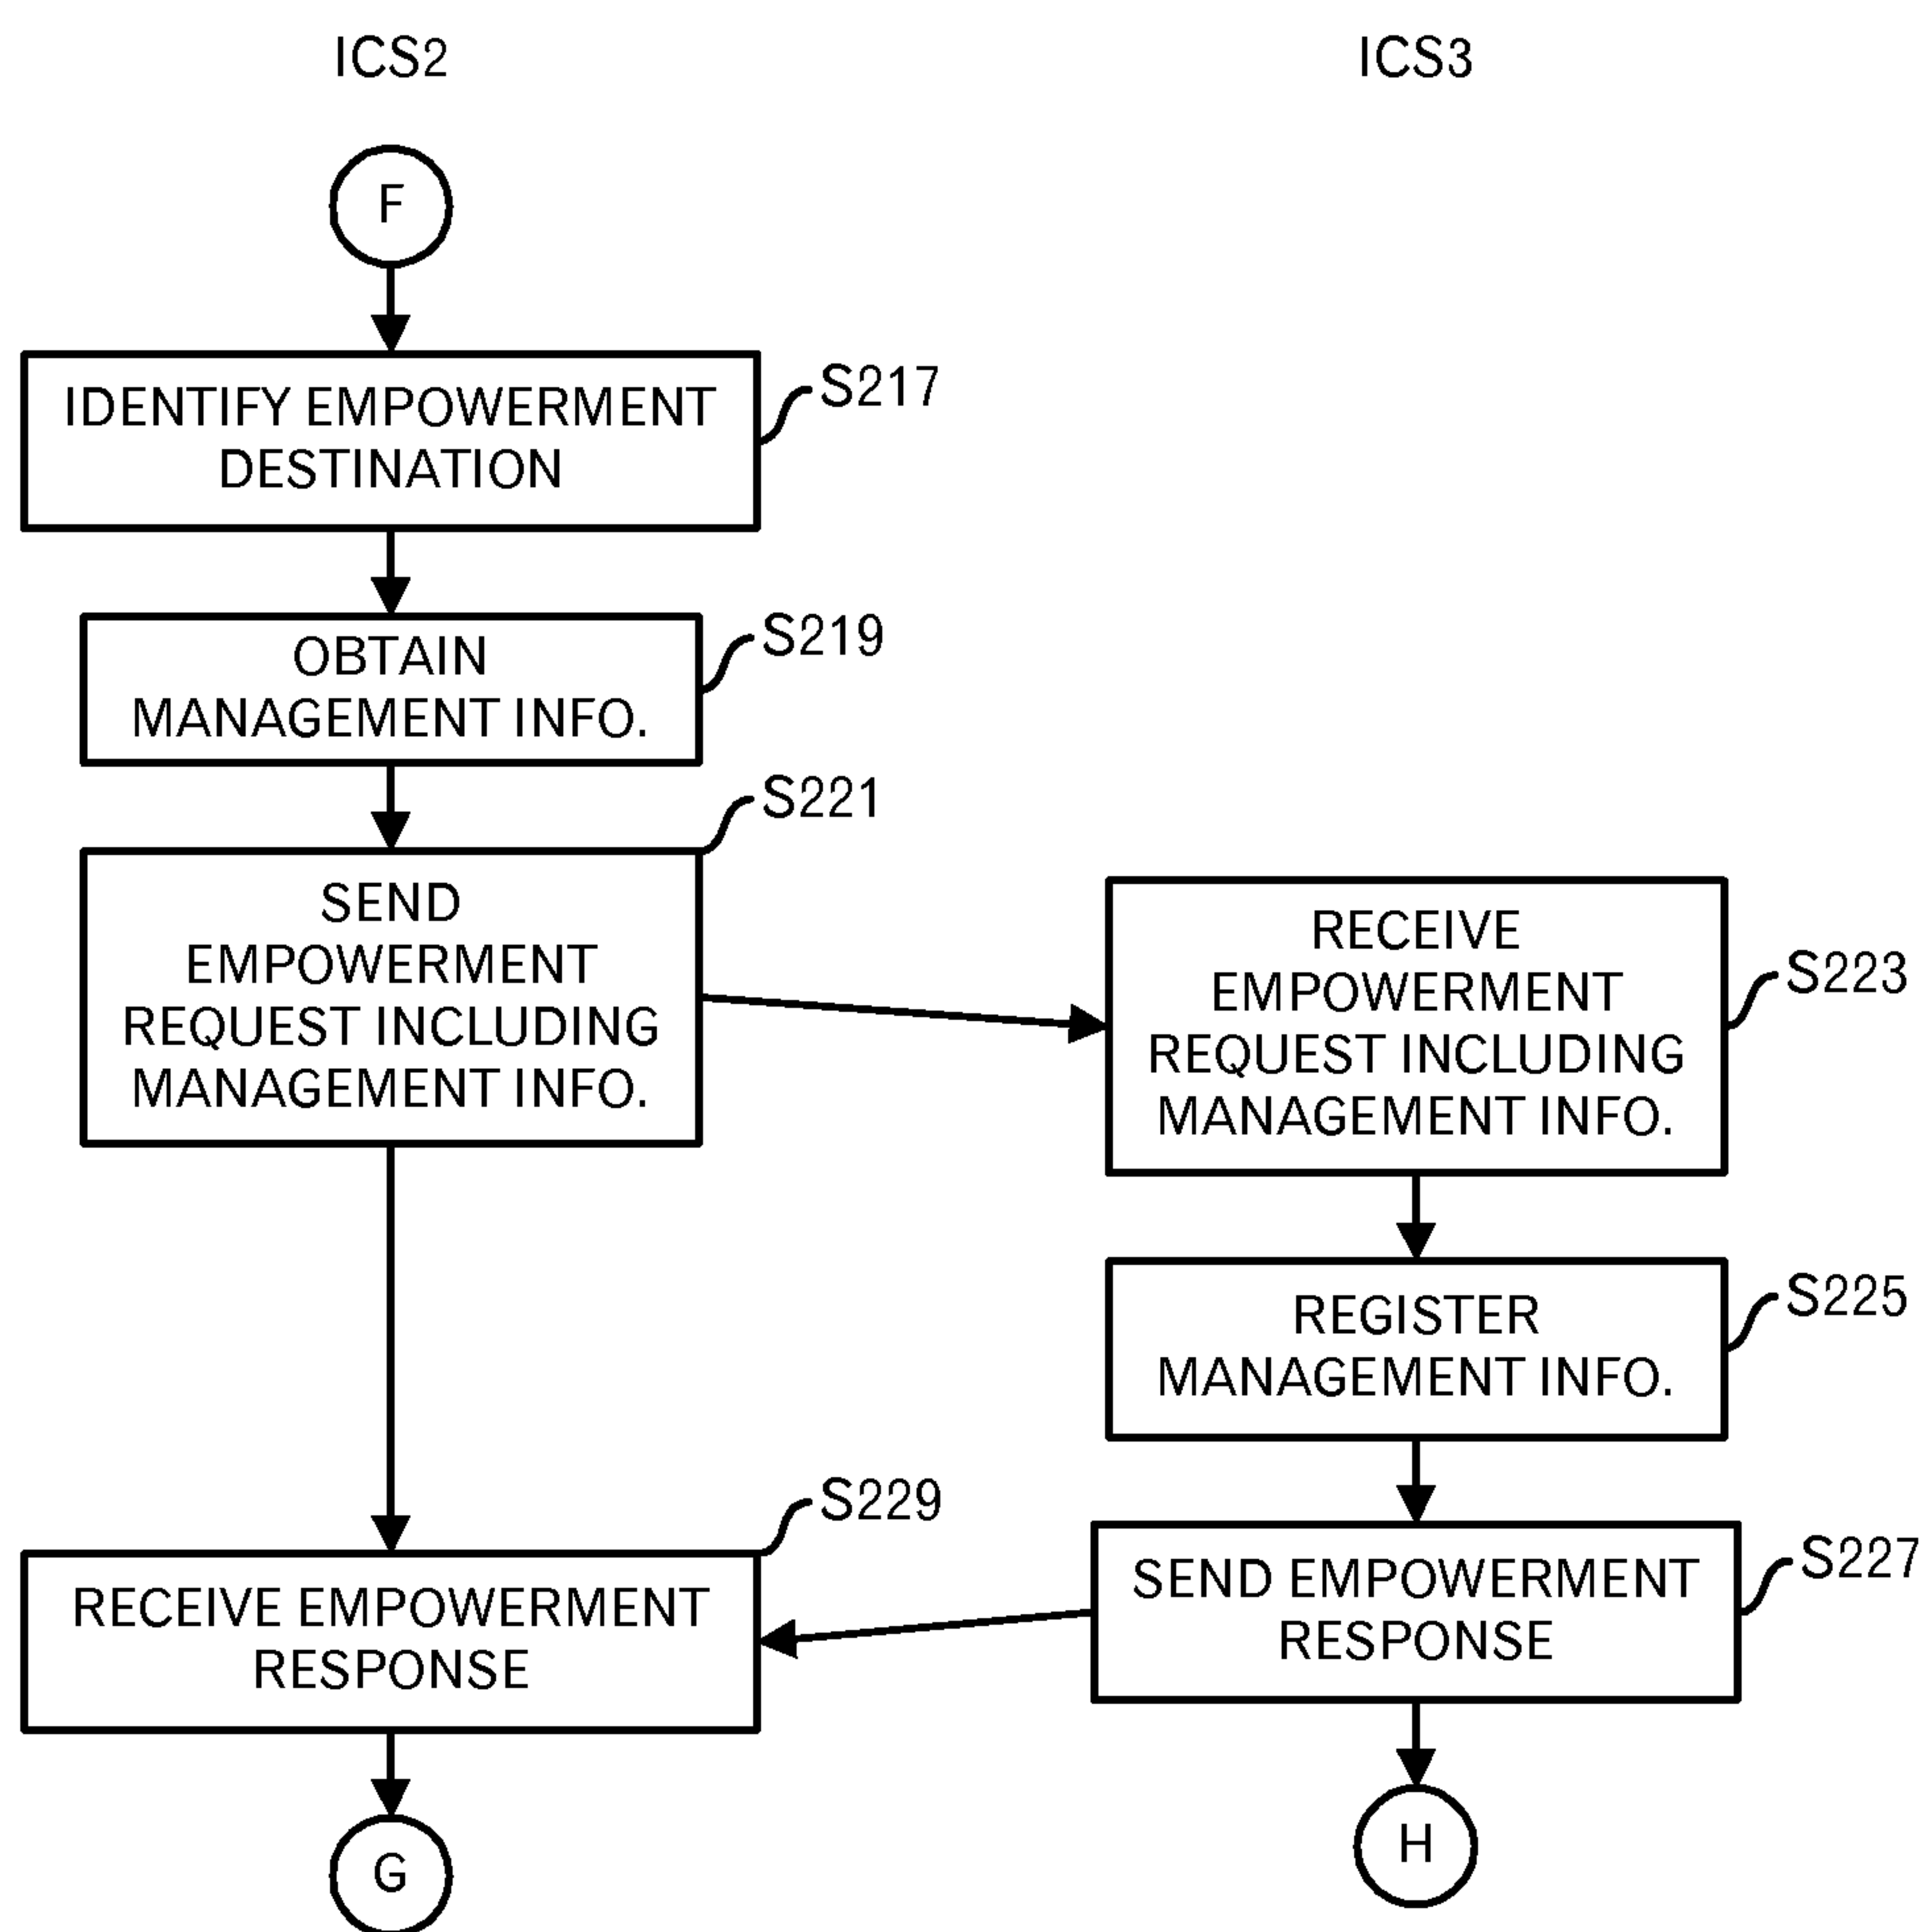 ICS2
ICS3
F
IDENTIFY EMPOWERMENT
DESTINATION
S217
OBTAIN
MANAGEMENT INFO.
S219
SEND
EMPOWERMENT
REQUEST INCLUDING
MANAGEMENT INFO.
S221
RECEIVE
EMPOWERMENT
REQUEST INCLUDING
MANAGEMENT INFO.
S223
REGISTER
MANAGEMENT INFO.
S225
SEND EMPOWERMENT
RESPONSE
S227
RECEIVE EMPOWERMENT
RESPONSE
S229
G
H